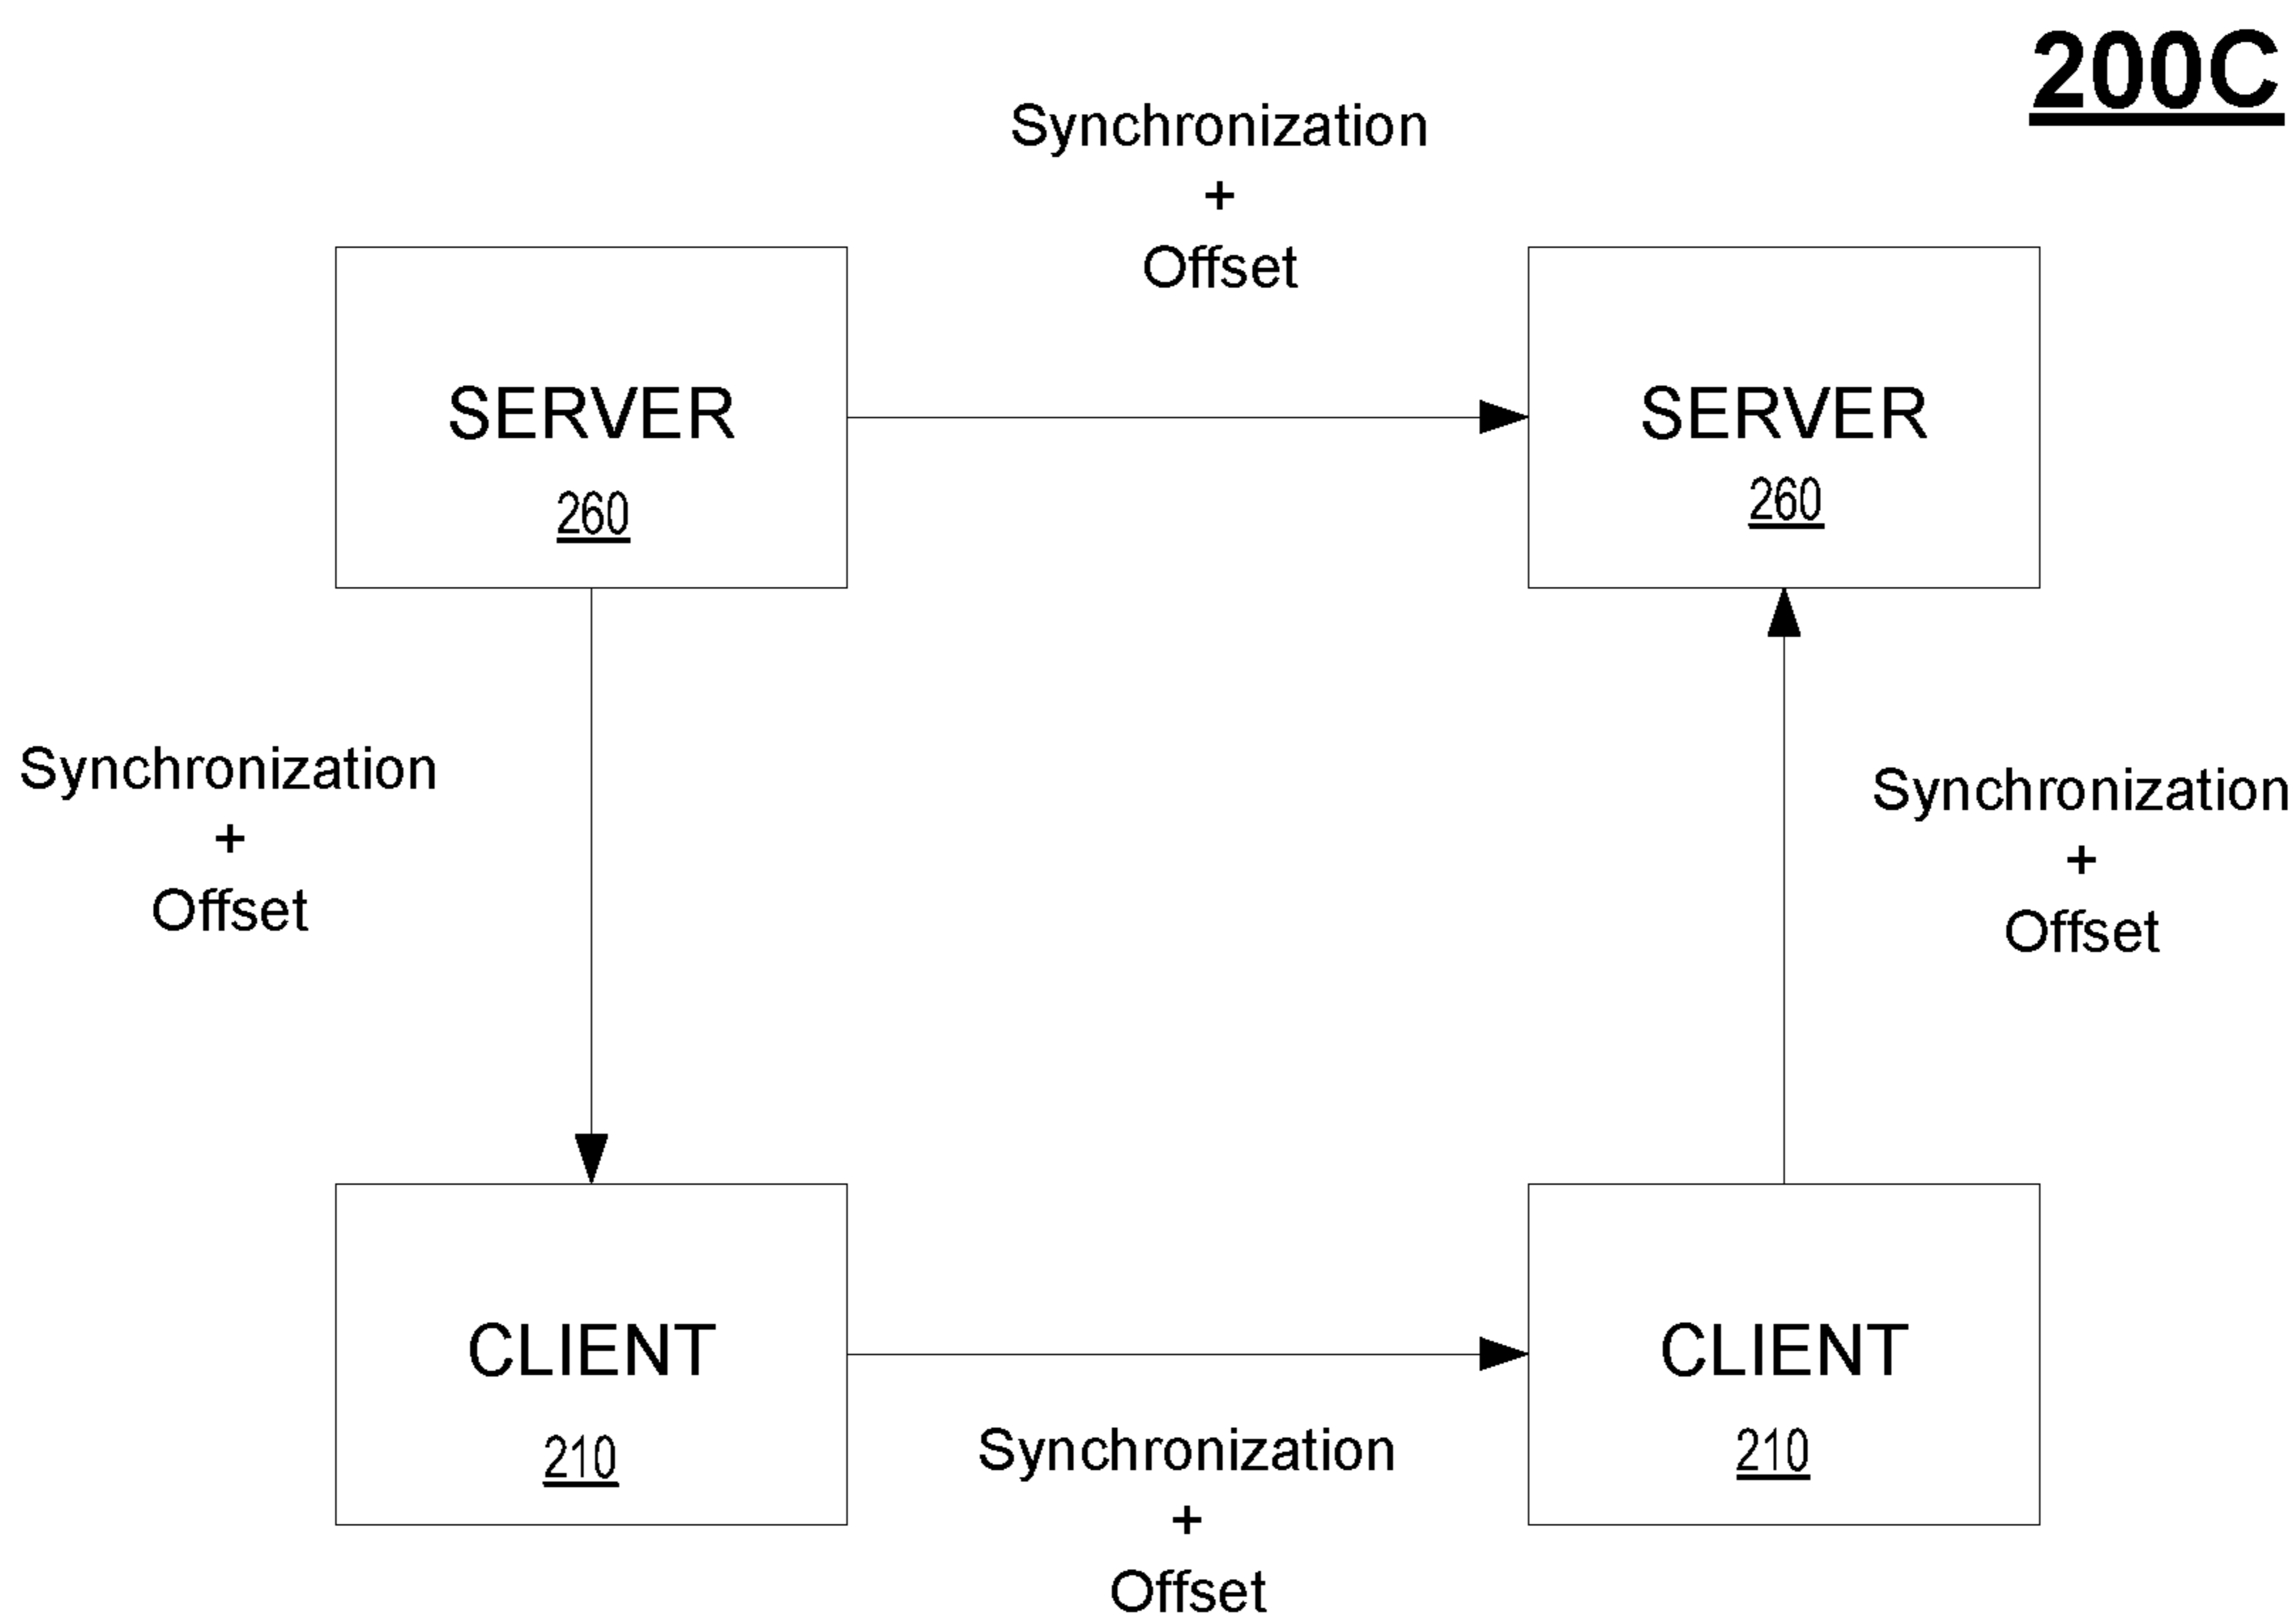 200C
Synchronization
+
Offset
SERVER
260
SERVER
260
Synchronization
+
Offset
Synchronization
+
Offset
CLIENT
210
CLIENT
210
Synchronization
+
Offset